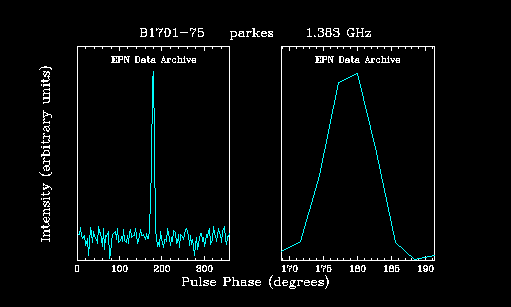 B1701−75 parkes 1.383 GHz
EPN Data Archive EPN Data Archive
Intensity (arbitrary units)
0 100 200 300 170 175 180 185 190
Pulse Phase (degrees)